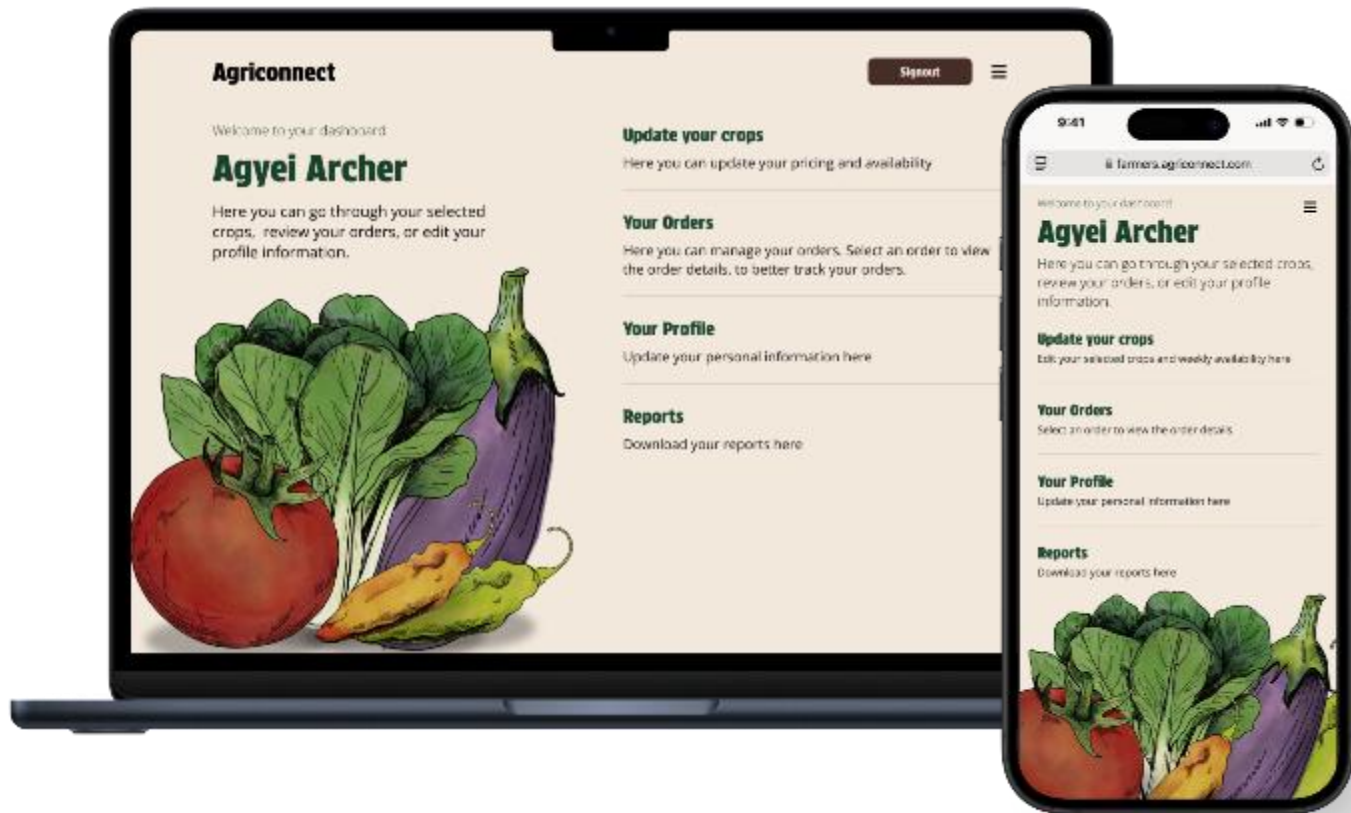 Agriconnect
Signout
Welcome to your dashboard
Agyei Archer
Here you can go through your selected
crops, review your orders, or edit your
profile information.
Update your crops
Here you can update your pricing and availability
Your Orders
Here you can manage your orders. Select an order to view
the order details, to better track your orders.
Your Profile
Update your personal information here
Reports
Download your reports here
9:41
farmers.agriconnect.com
Welcome to your dashboard
Agyei Archer
Here you can go through your selected crops,
review your orders, or edit your profile
information.
Update your crops
Edit your selected crops and weekly availability here
Your Orders
Select an order to view the order details
Your Profile
Update your personal information here
Reports
Download your reports here